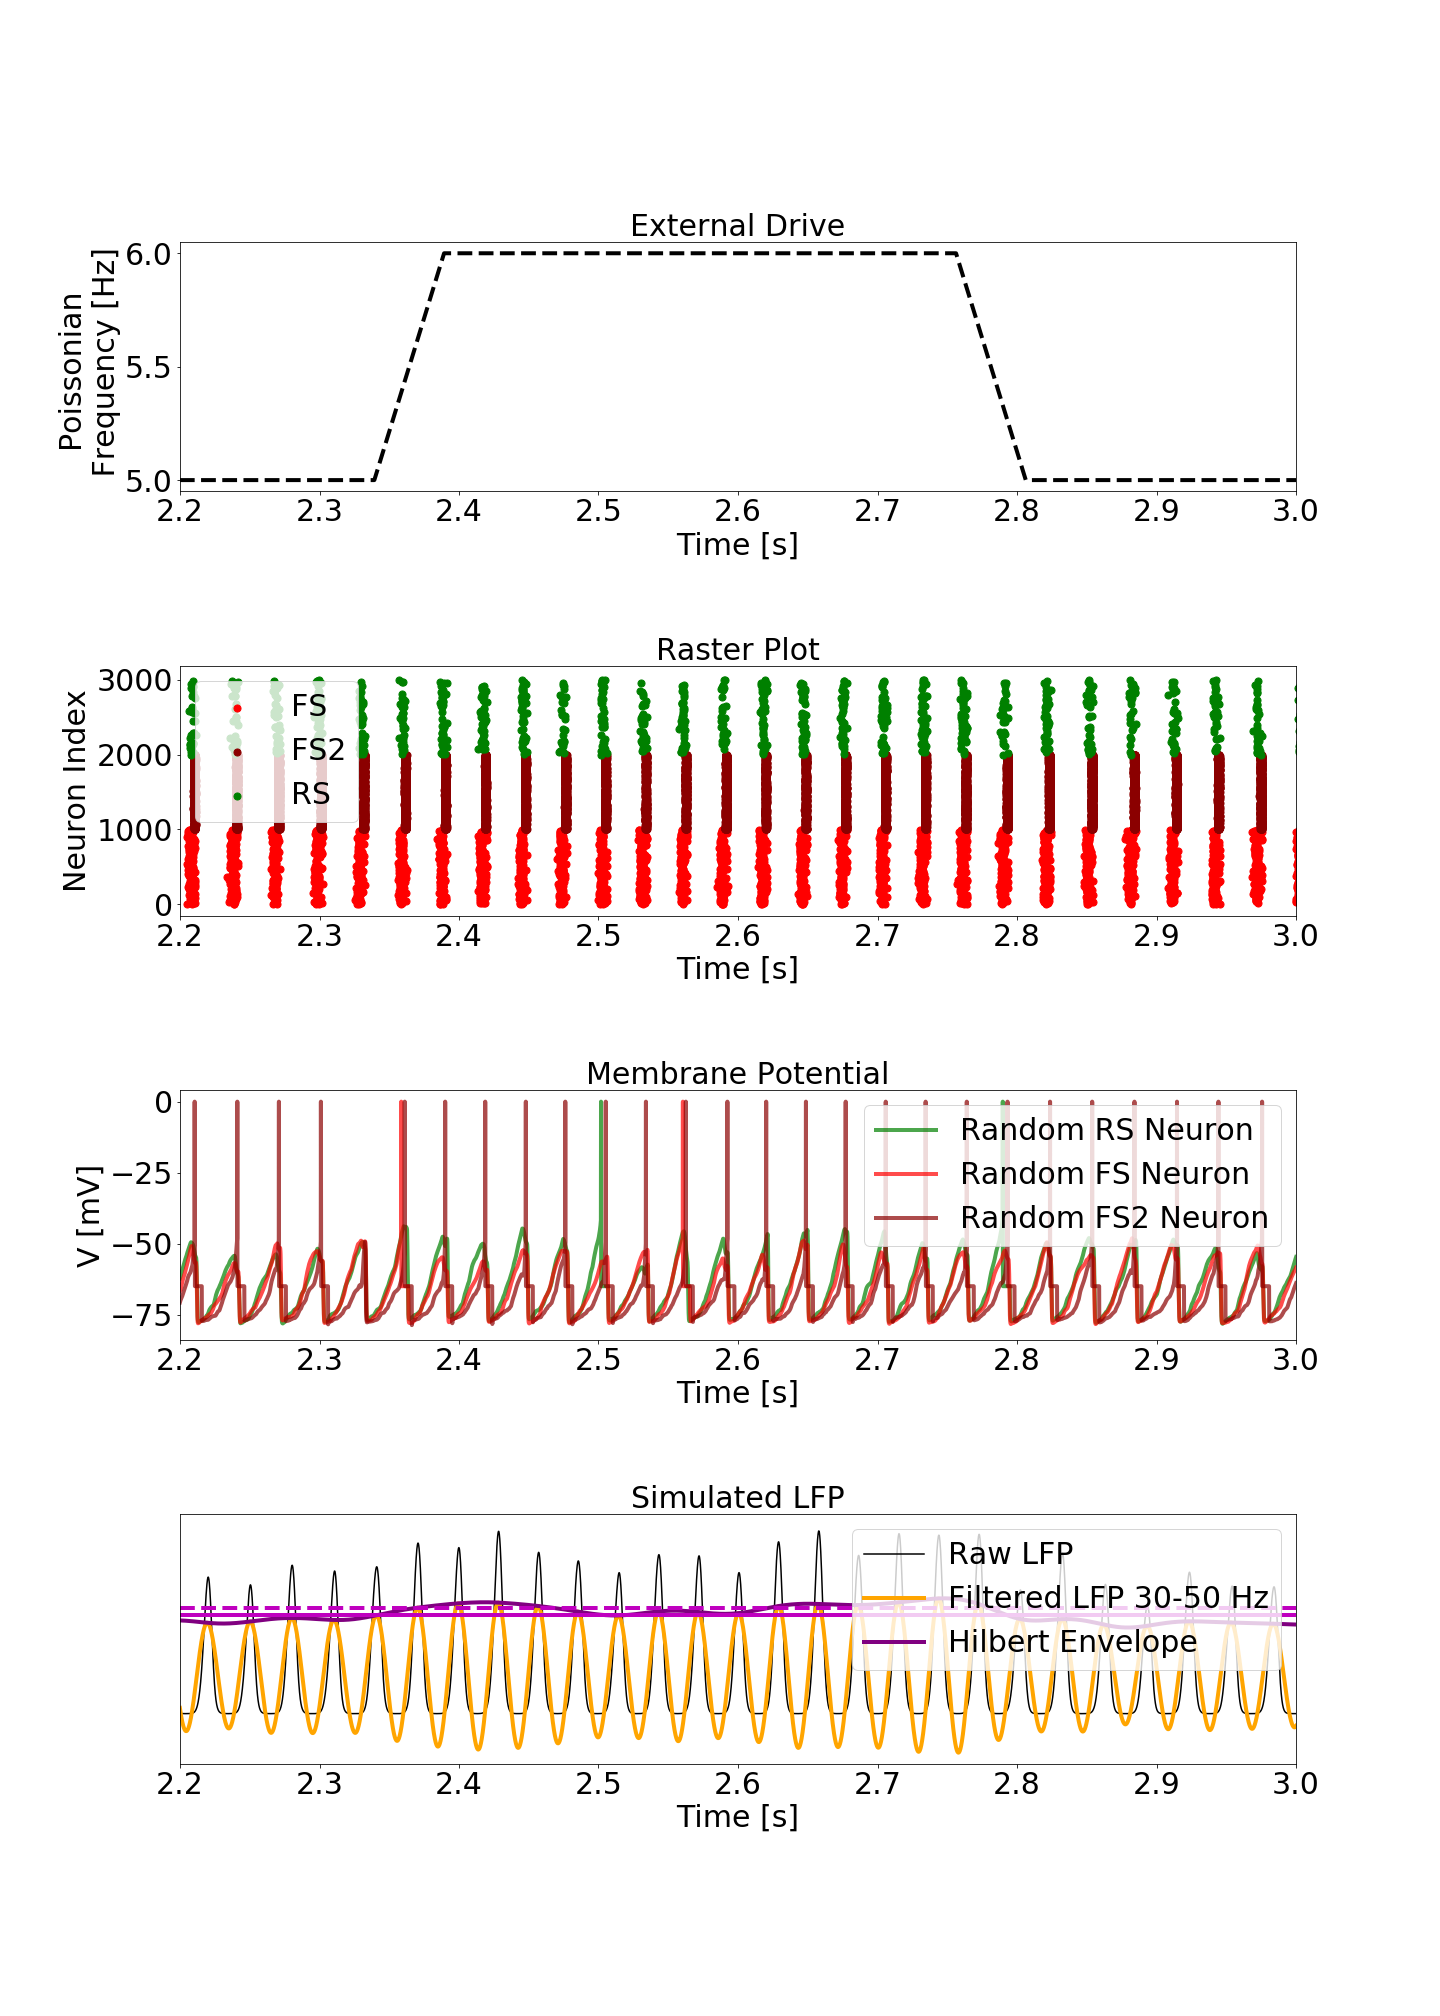 External Drive
Poissonian
Frequency [Hz]
6.0
5.5
5.0
2.2 2.3 2.4 2.5 2.6 2.7 2.8 2.9 3.0
Time [s]
Raster Plot
Neuron Index
3000
2000
1000
0
FS
FS2
RS
2.2 2.3 2.4 2.5 2.6 2.7 2.8 2.9 3.0
Time [s]
Membrane Potential
V [mV]
0
−25
−50
−75
Random RS Neuron
Random FS Neuron
Random FS2 Neuron
2.2 2.3 2.4 2.5 2.6 2.7 2.8 2.9 3.0
Time [s]
Simulated LFP
Raw LFP
Filtered LFP 30-50 Hz
Hilbert Envelope
2.2 2.3 2.4 2.5 2.6 2.7 2.8 2.9 3.0
Time [s]